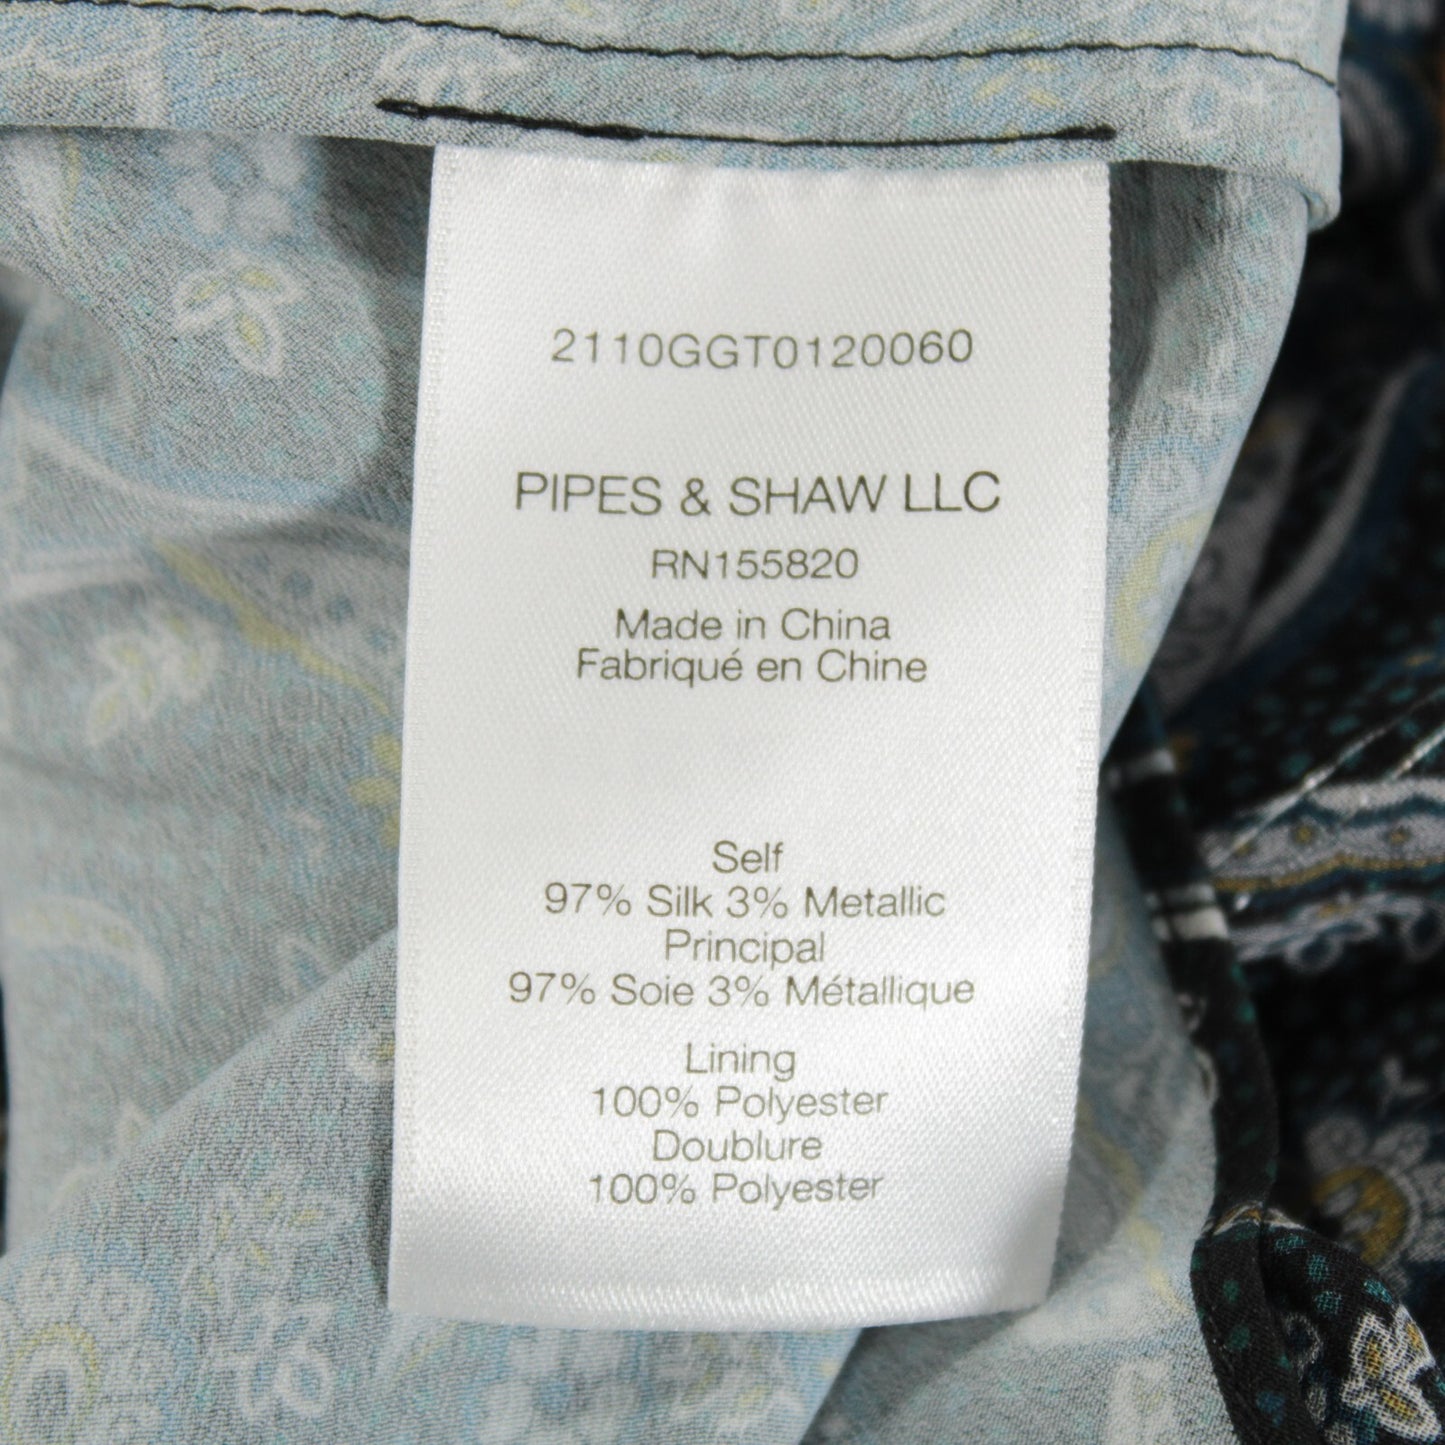 2110GGT0120060
PIPES & SHAW LLC
RN155820
Made in China
Fabriqué en Chine
Self
97% Silk 3% Metallic
Principal
97% Soie 3% Métallique
Lining
100% Polyester
Doublure
100% Polyester